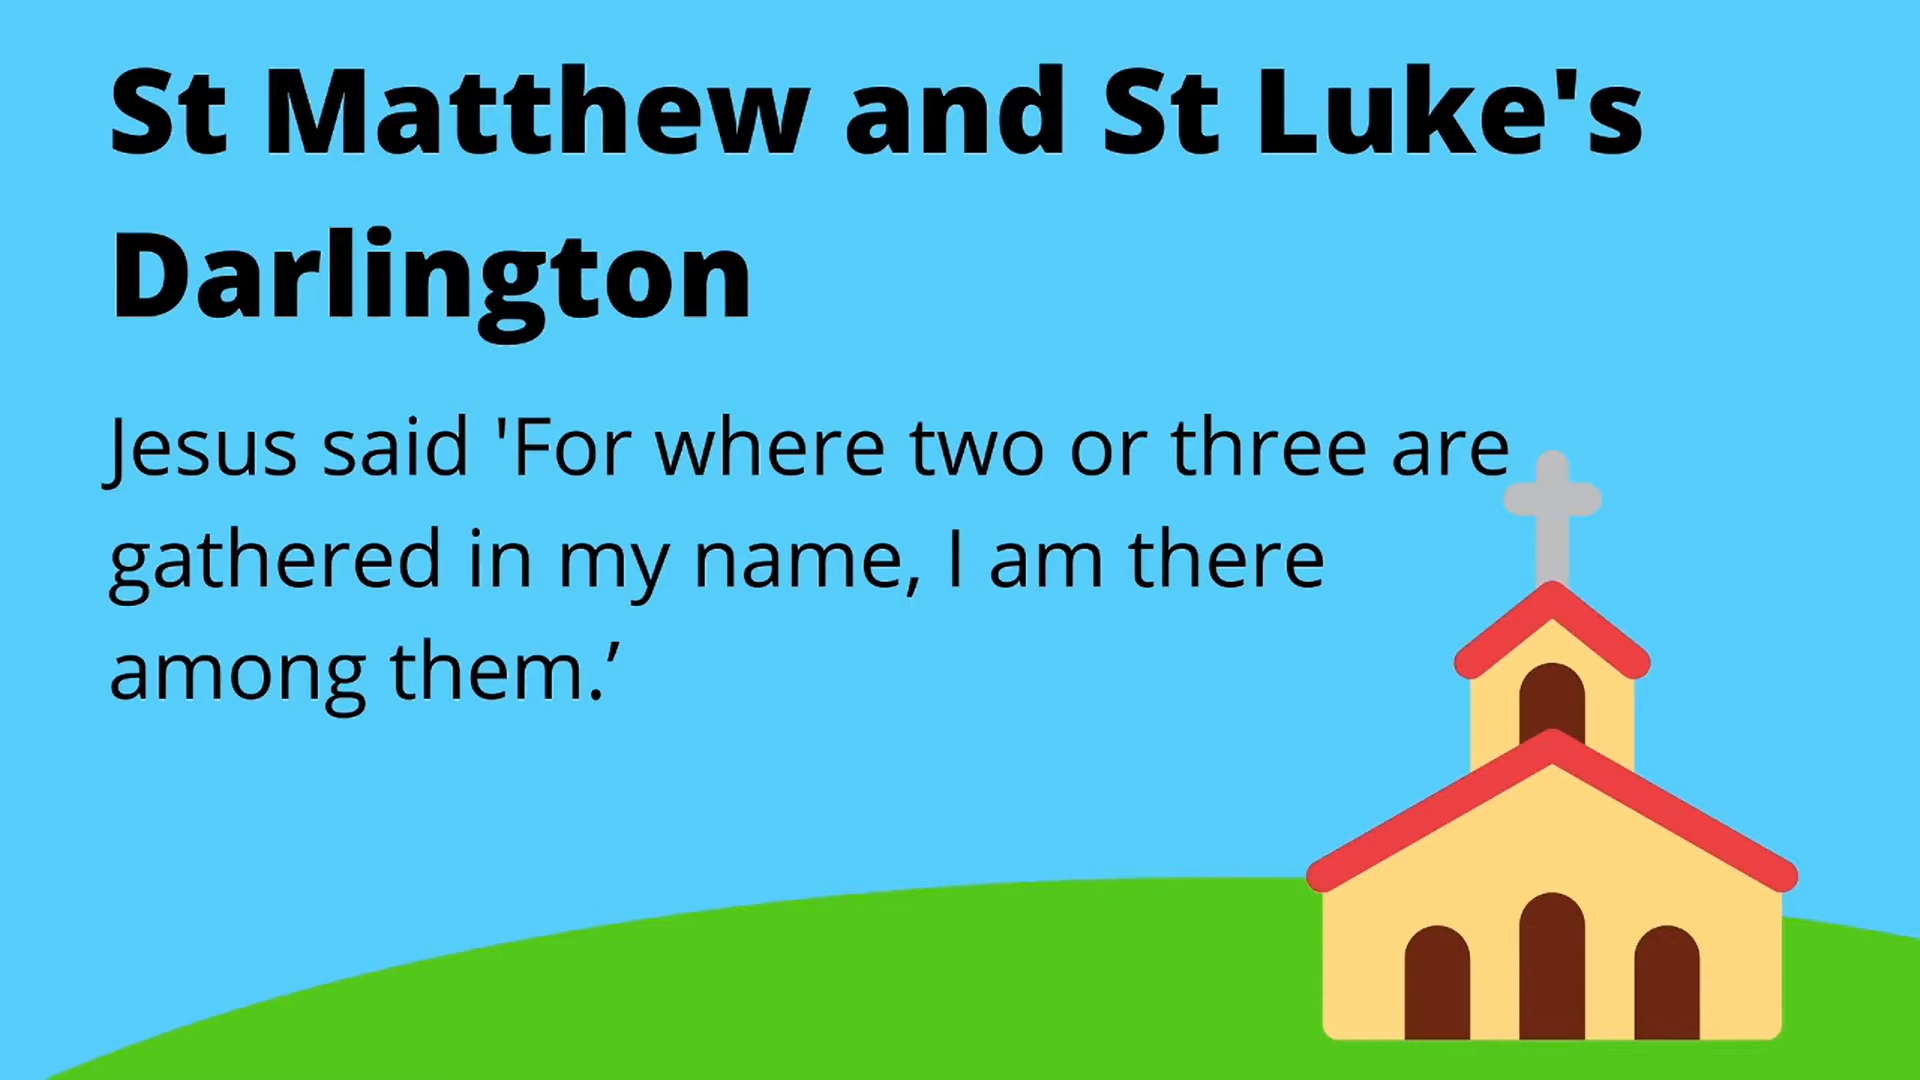 St Matthew and St Luke's
Darlington
Jesus said 'For where two or three are
gathered in my name, I am there
among them.’